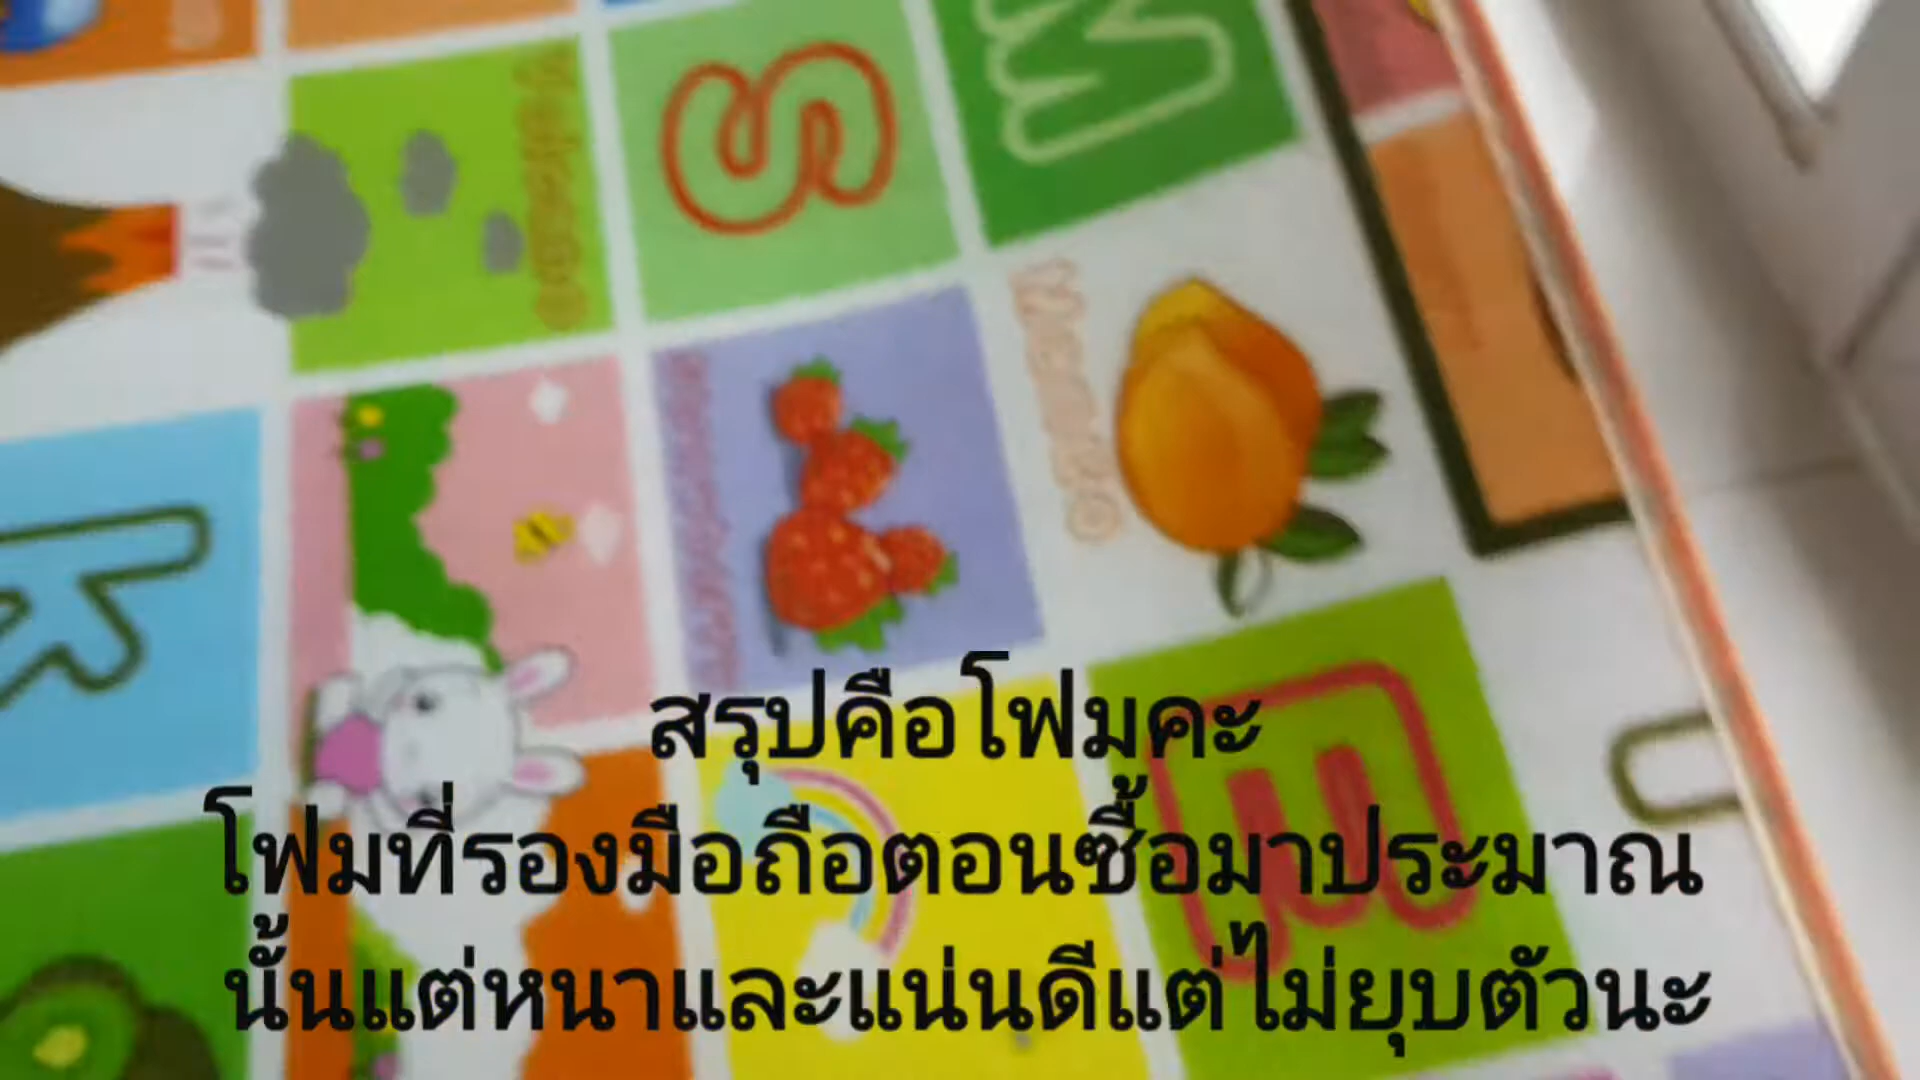 สรุปคือโฟมคะ
โฟมที่รองมือถือตอนซื้อมาประมาณ
นั้นแต่หนาและแน่นดีแต่ไม่ยุบตัวนะ